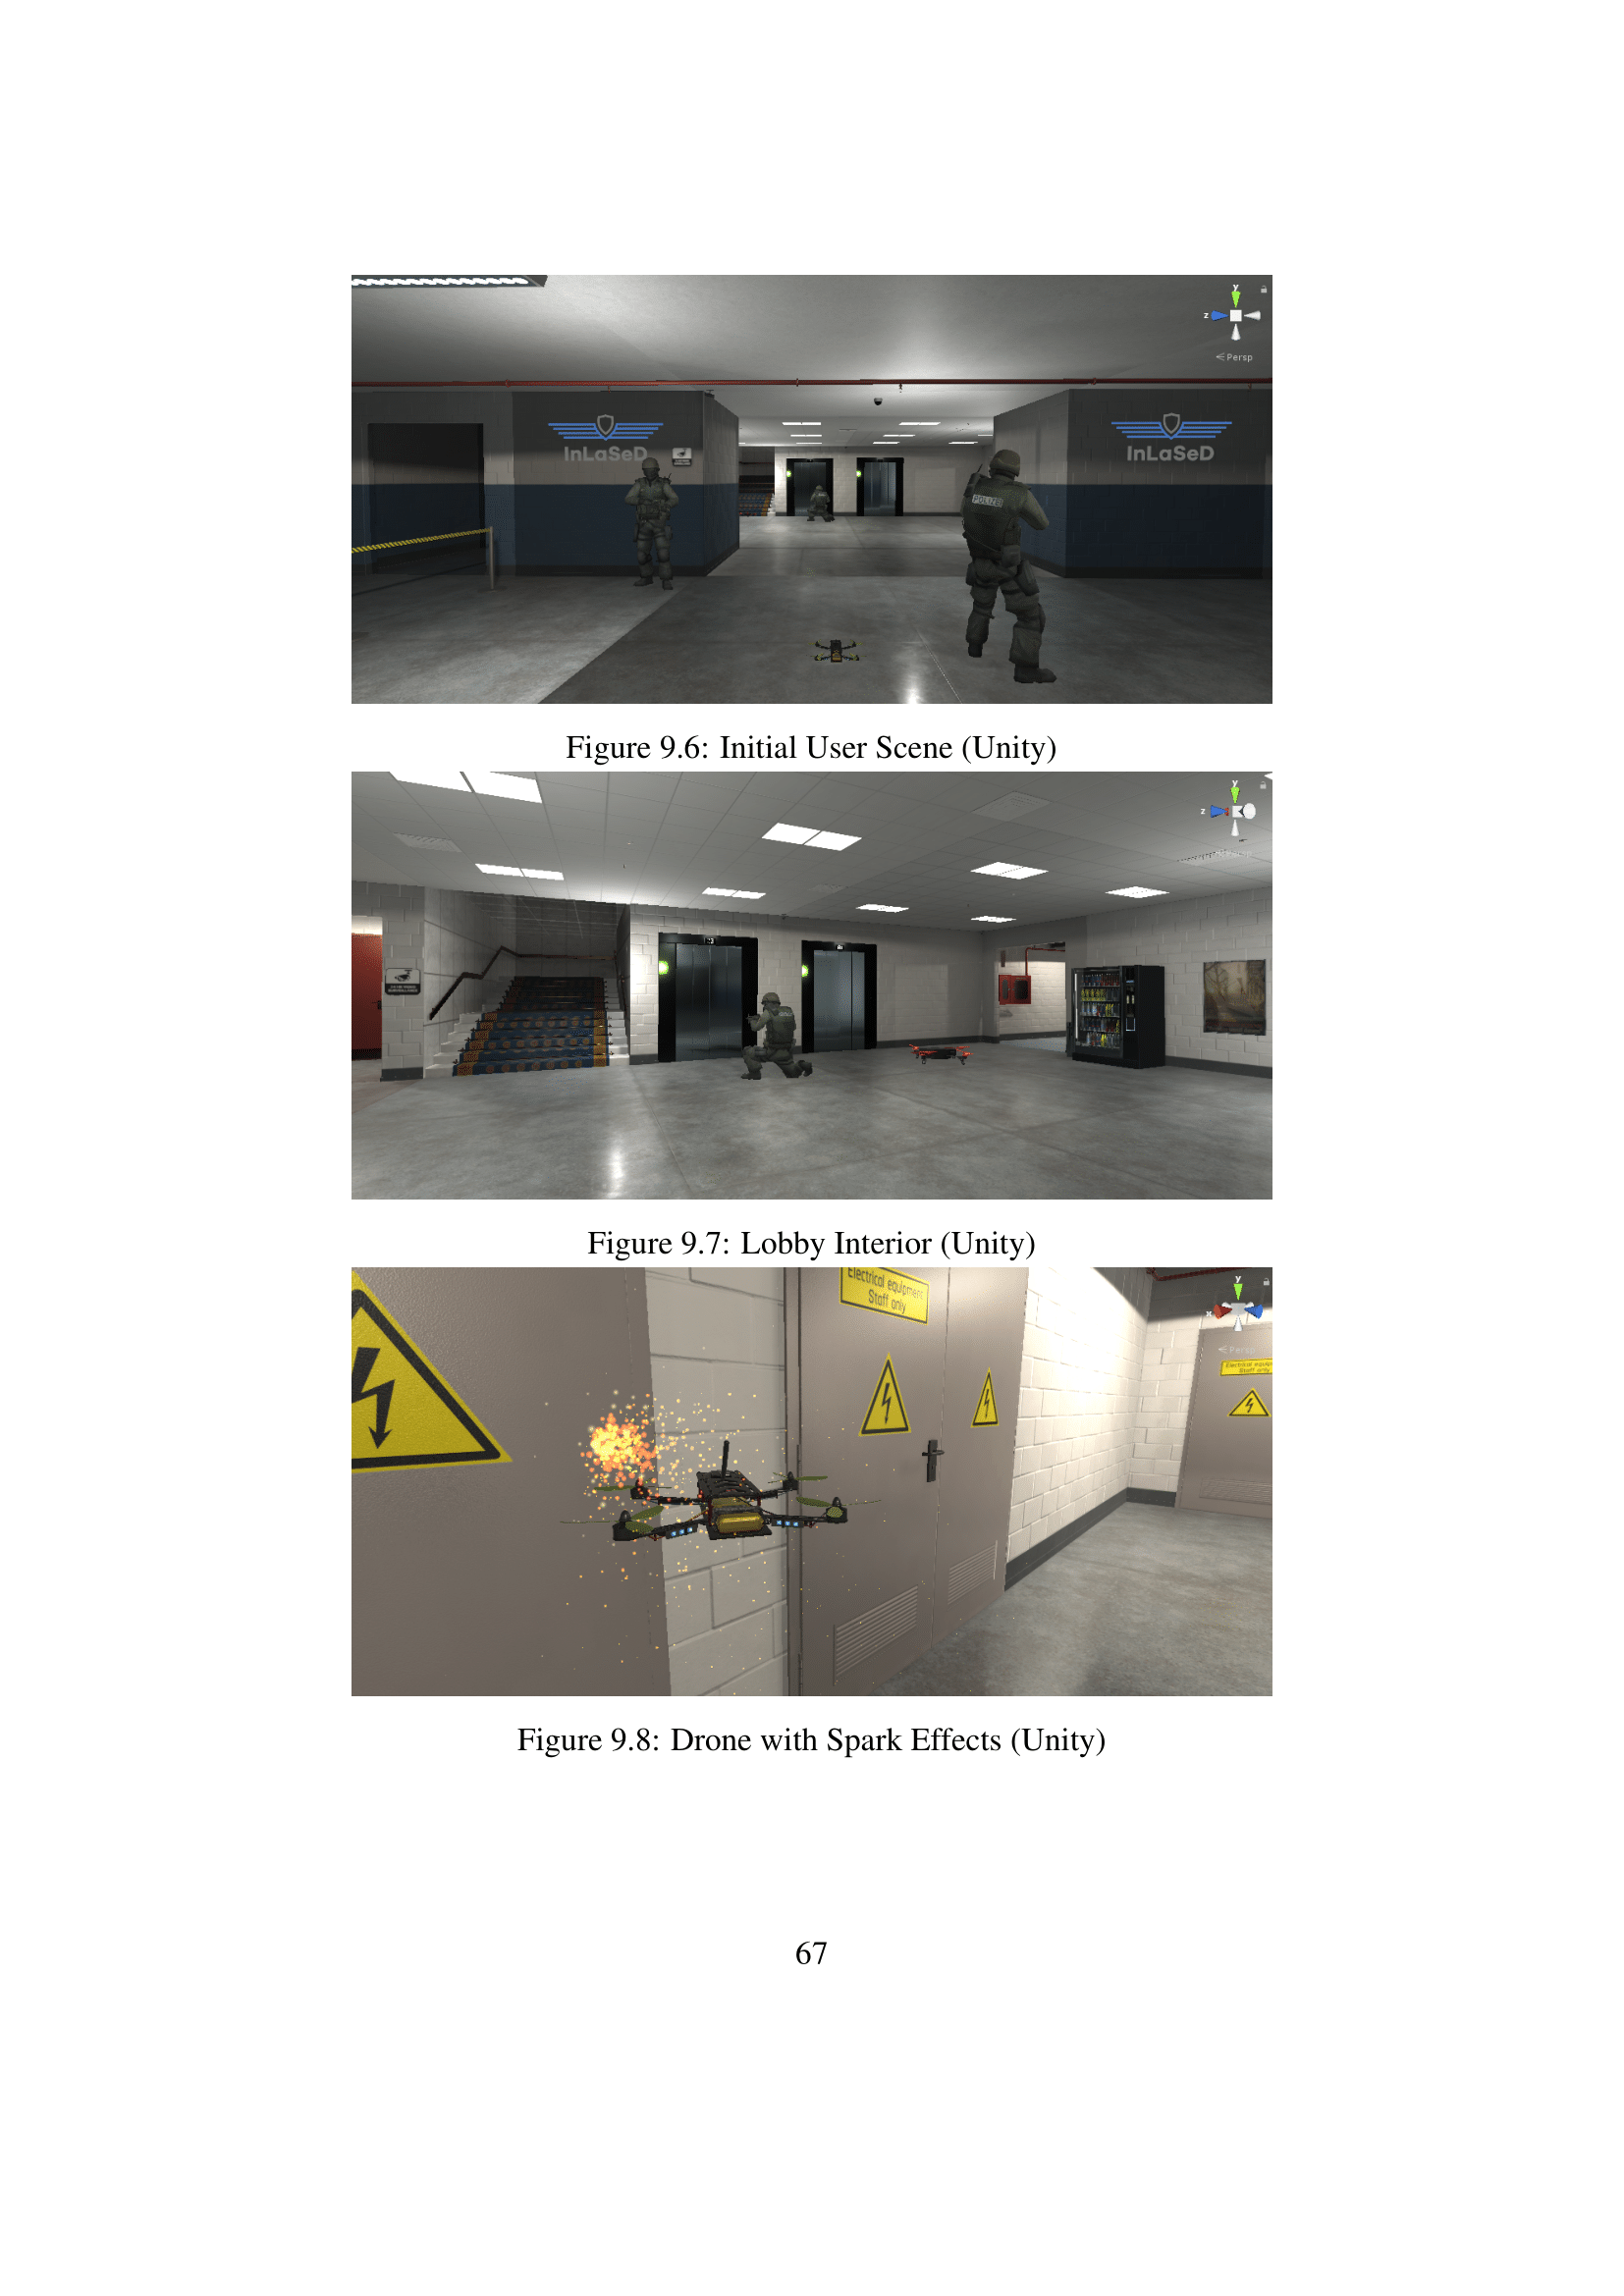 y
z
Persp
InLaSeD
InLaSeD
POLIZEI
Figure 9.6: Initial User Scene (Unity)
y
z
Figure 9.7: Lobby Interior (Unity)
Electrical equipment
Staff only
y
x
Persp
Electrical equip
Staff only
Figure 9.8: Drone with Spark Effects (Unity)
67